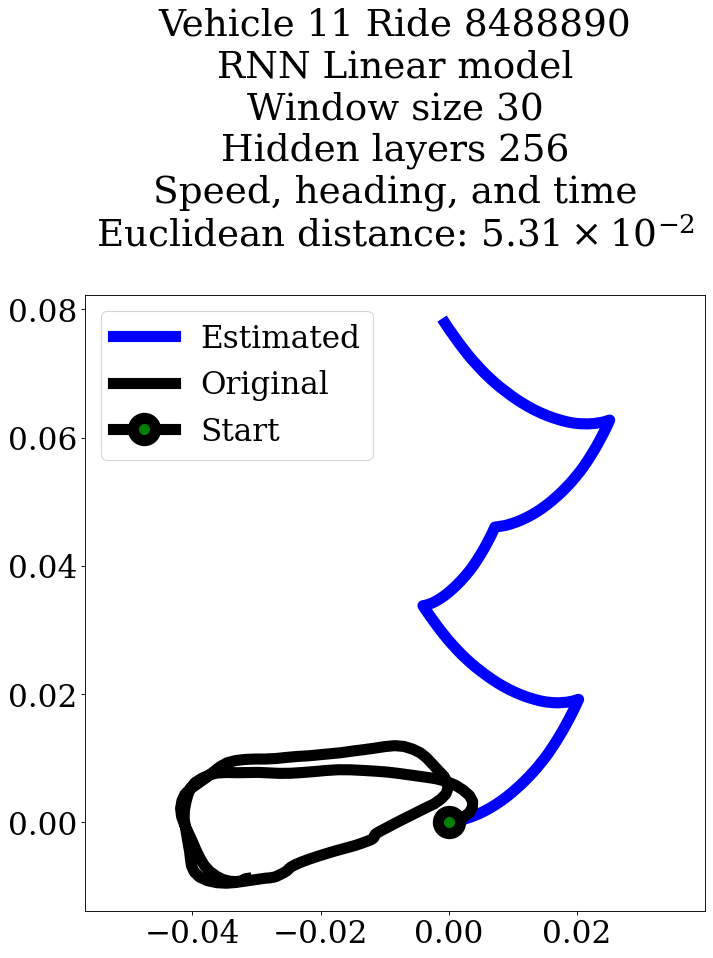 Vehicle 11 Ride 8488890
RNN Linear model
Window size 30
Hidden layers 256
Speed, heading, and time
Euclidean distance: 5.31 × 10⁻²
Estimated
Original
Start
0.08
0.06
0.04
0.02
0.00
−0.04
−0.02
0.00
0.02